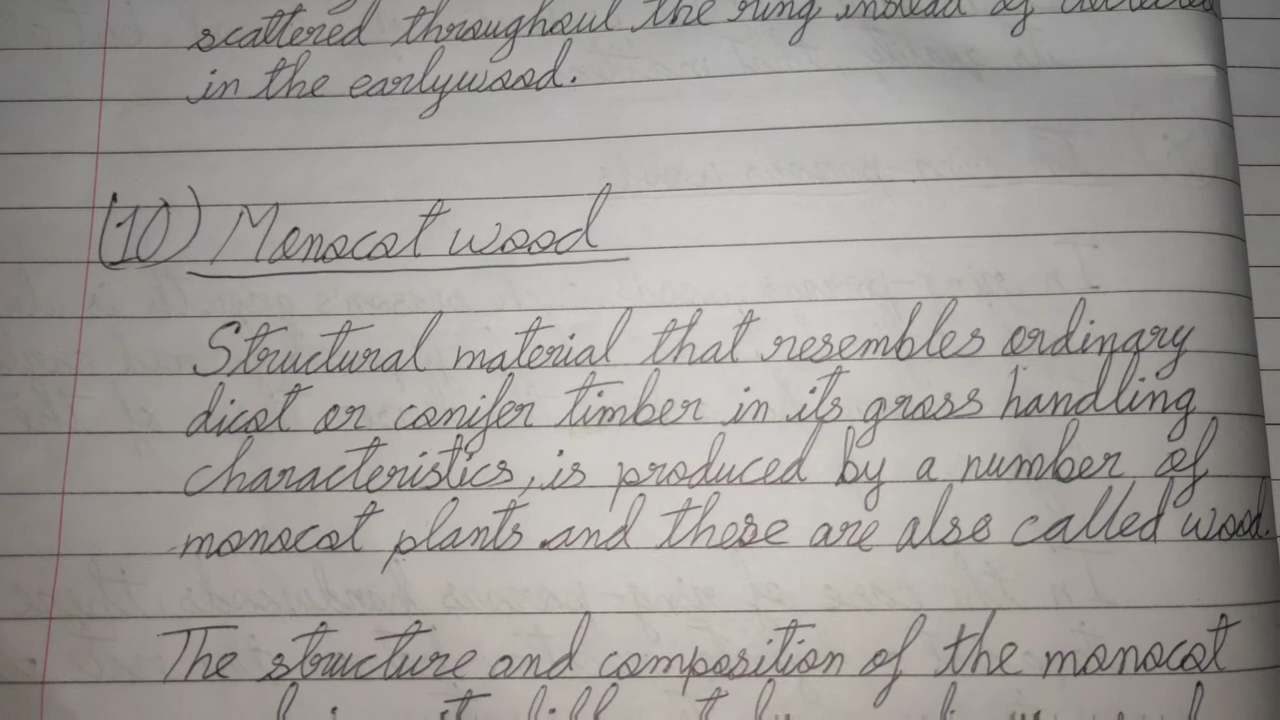 scattered throughout the ring instead of
in the earlywood.
(10) Monocot wood
Structural material that resembles ordinary
dicot or conifer timber in its gross handling
characteristics, is produced by a number of
monocot plants and these are also called wood.
The structure and composition of the monocot